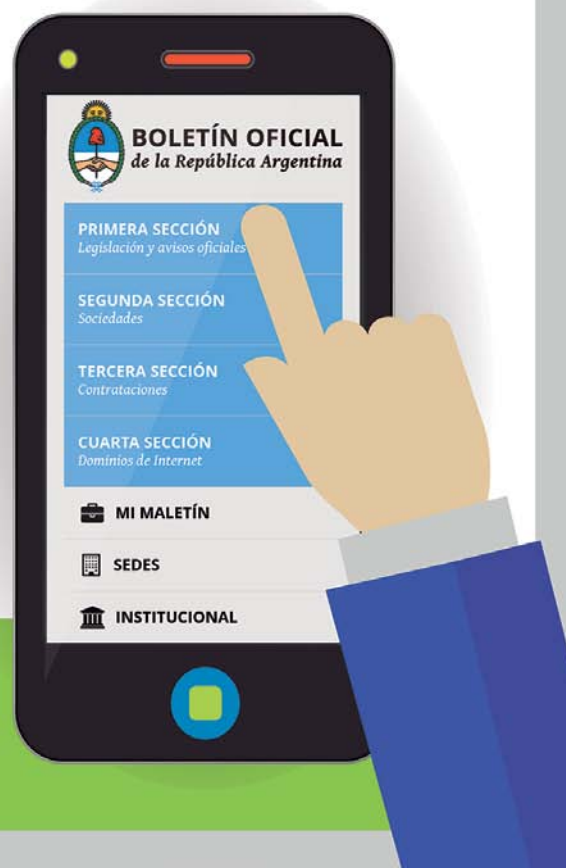 BOLETÍN OFICIAL
de la República Argentina
PRIMERA SECCIÓN
Legislación y avisos oficiales
SEGUNDA SECCIÓN
Sociedades
TERCERA SECCIÓN
Contrataciones
CUARTA SECCIÓN
Dominios de Internet
MI MALETÍN
SEDES
INSTITUCIONAL